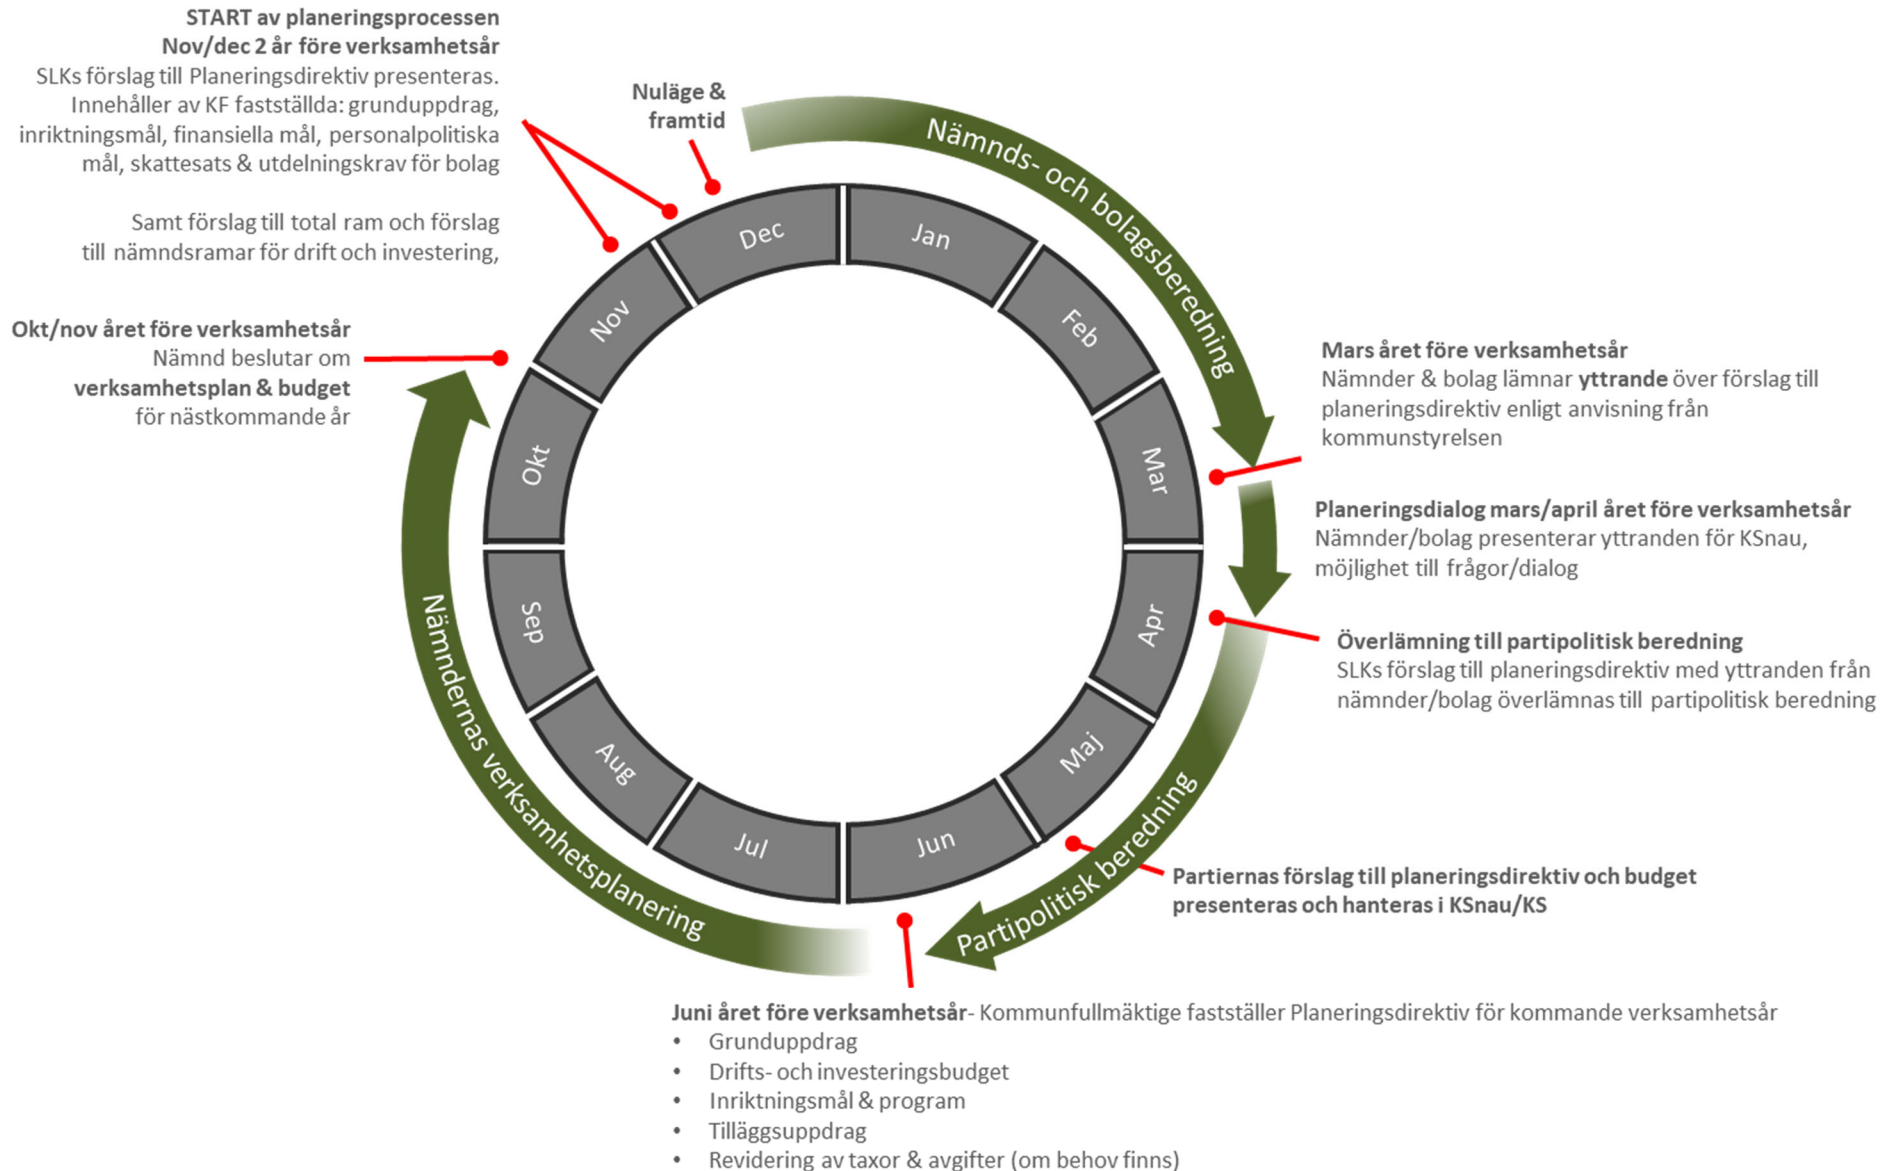 START av planeringsprocessen
Nov/dec 2 år före verksamhetsår
SLKs förslag till Planeringsdirektiv presenteras.
Innehåller av KF fastställda: grunduppdrag,
inriktningsmål, finansiella mål, personalpolitiska
mål, skattesats & utdelningskrav för bolag
Samt förslag till total ram och förslag
till nämndsramar för drift och investering,
Nuläge &
framtid
Nämnds- och bolagsberedning
Dec
Jan
Feb
Mar
Apr
Maj
Jun
Jul
Aug
Sep
Okt
Nov
Okt/nov året före verksamhetsår
Nämnd beslutar om
verksamhetsplan & budget
för nästkommande år
Mars året före verksamhetsår
Nämnder & bolag lämnar yttrande över förslag till
planeringsdirektiv enligt anvisning från
kommunstyrelsen
Planeringsdialog mars/april året före verksamhetsår
Nämnder/bolag presenterar yttranden för KSnau,
möjlighet till frågor/dialog
Överlämning till partipolitisk beredning
SLKs förslag till planeringsdirektiv med yttranden från
nämnder/bolag överlämnas till partipolitisk beredning
Partipolitisk beredning
Partiernas förslag till planeringsdirektiv och budget
presenteras och hanteras i KSnau/KS
Nämndernas verksamhetsplanering
Juni året före verksamhetsår- Kommunfullmäktige fastställer Planeringsdirektiv för kommande verksamhetsår
• Grunduppdrag
• Drifts- och investeringsbudget
• Inriktningsmål & program
• Tilläggsuppdrag
• Revidering av taxor & avgifter (om behov finns)